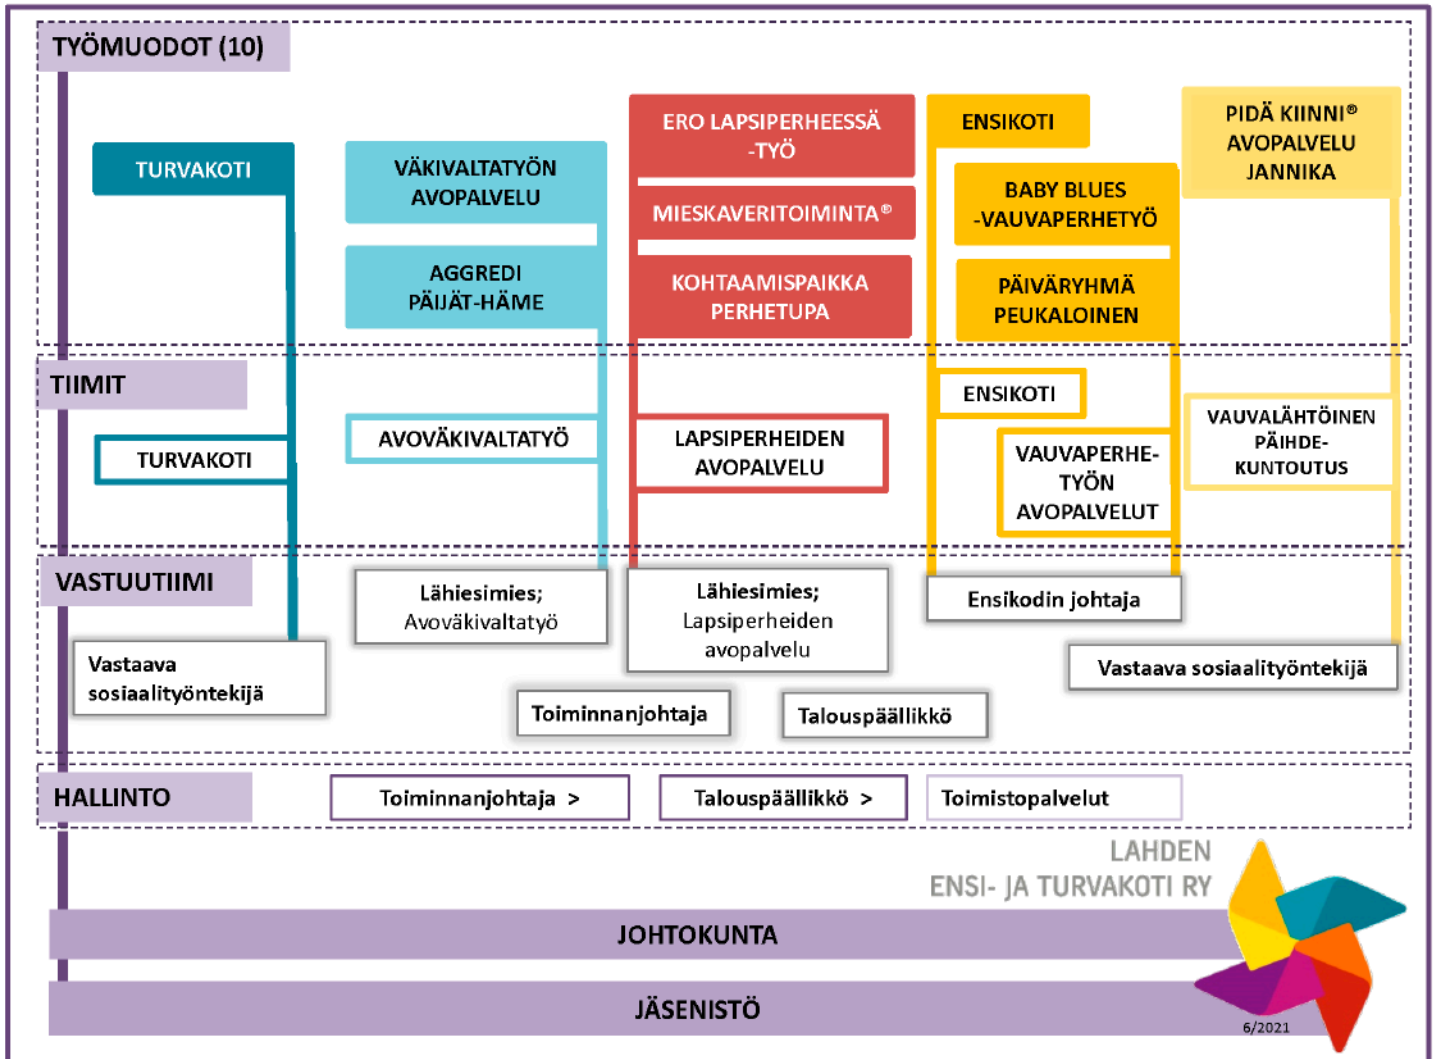 TYÖMUODOT (10)
TURVAKOTI
VÄKIVALTATYÖN
AVOPALVELU
AGGREDI
PÄIJÄT-HÄME
ERO LAPSIPERHEESSÄ
-TYÖ
MIESKAVERITOIMINTA®
KOHTAAMISPAIKKA
PERHETUPA
ENSIKOTI
BABY BLUES
-VAUVAPERHETYÖ
PÄIVÄRYHMÄ
PEUKALOINEN
PIDÄ KIINNI®
AVOPALVELU
JANNIKA
TIIMIT
TURVAKOTI
AVOVÄKIVALTATYÖ
LAPSIPERHEIDEN
AVOPALVELU
ENSIKOTI
VAUVAPERHE-
TYÖN
AVOPALVELUT
VAUVALÄHTÖINEN
PÄIHDE-
KUNTOUTUS
VASTUUTIIMI
Vastaava
sosiaalityöntekijä
Lähiesimies;
Avoväkivaltatyö
Lähiesimies;
Lapsiperheiden
avopalvelu
Ensikodin johtaja
Vastaava sosiaalityöntekijä
Toiminnanjohtaja
Talouspäällikkö
HALLINTO
Toiminnanjohtaja >
Talouspäällikkö >
Toimistopalvelut
LAHDEN
ENSI- JA TURVAKOTI RY
JOHTOKUNTA
JÄSENISTÖ
6/2021